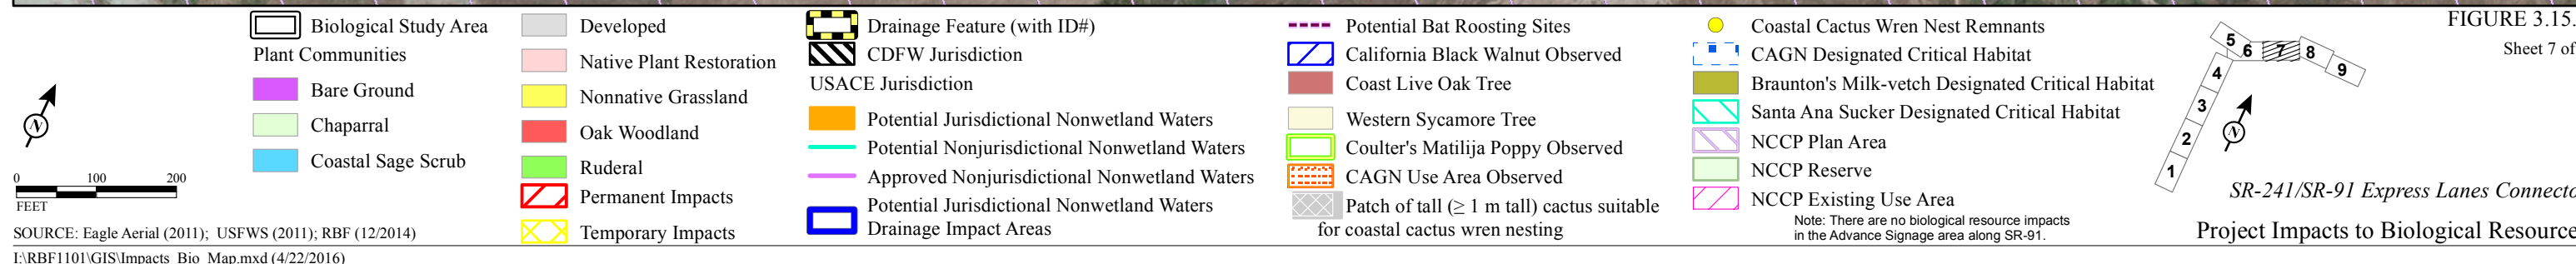 Biological Study Area
Plant Communities
Bare Ground
Chaparral
Coastal Sage Scrub
Developed
Native Plant Restoration
Nonnative Grassland
Oak Woodland
Ruderal
Permanent Impacts
Temporary Impacts
Drainage Feature (with ID#)
CDFW Jurisdiction
USACE Jurisdiction
Potential Jurisdictional Nonwetland Waters
Potential Nonjurisdictional Nonwetland Waters
Approved Nonjurisdictional Nonwetland Waters
Potential Jurisdictional Nonwetland Waters
Drainage Impact Areas
Potential Bat Roosting Sites
California Black Walnut Observed
Coast Live Oak Tree
Western Sycamore Tree
Coulter's Matilija Poppy Observed
CAGN Use Area Observed
Patch of tall (≥ 1 m tall) cactus suitable
for coastal cactus wren nesting
Coastal Cactus Wren Nest Remnants
CAGN Designated Critical Habitat
Braunton's Milk-vetch Designated Critical Habitat
Santa Ana Sucker Designated Critical Habitat
NCCP Plan Area
NCCP Reserve
NCCP Existing Use Area
Note: There are no biological resource impacts
in the Advance Signage area along SR-91.
N
0 100 200
FEET
SOURCE: Eagle Aerial (2011); USFWS (2011); RBF (12/2014)
I:\RBF1101\GIS\Impacts_Bio_Map.mxd (4/22/2016)
5
6
7
8
9
4
3
2
1
N
FIGURE 3.15.
Sheet 7 of
SR-241/SR-91 Express Lanes Connecto
Project Impacts to Biological Resource